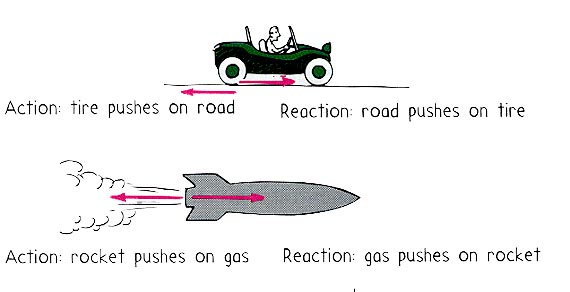 Action: tire pushes on road
Reaction: road pushes on tire
Action: rocket pushes on gas
Reaction: gas pushes on rocket